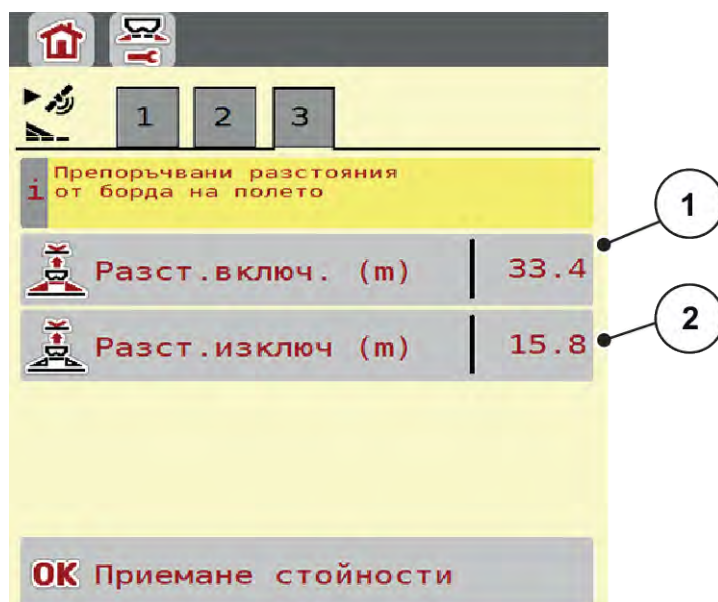 1 2 3
i Препоръчвани разстояния
от борда на полето
Разст.включ. (m) 33.4
1
Разст.изключ (m) 15.8
2
OK Приемане стойности